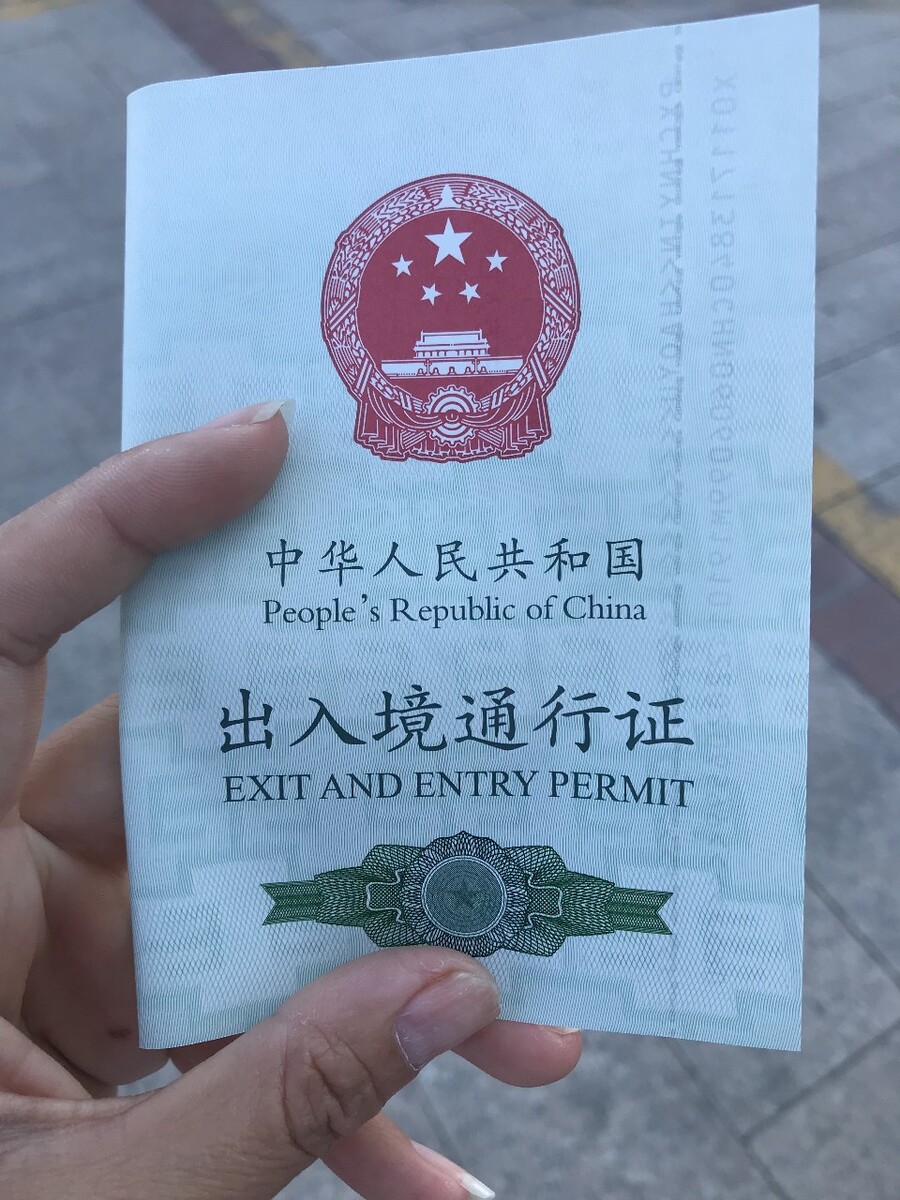 中华人民共和国
People's Republic of China
出入境通行证
EXIT AND ENTRY PERMIT